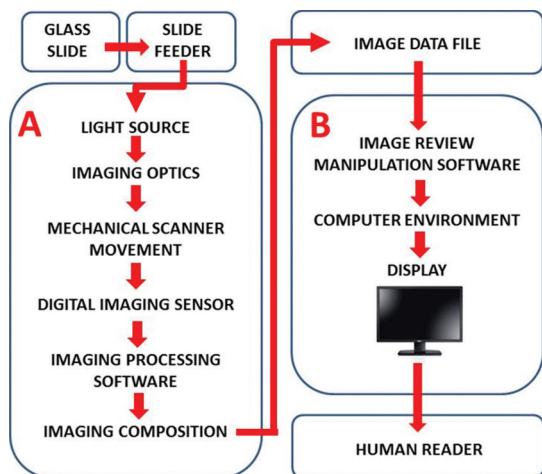 GLASS
SLIDE
SLIDE
FEEDER
A
LIGHT SOURCE
IMAGING OPTICS
MECHANICAL SCANNER
MOVEMENT
DIGITAL IMAGING SENSOR
IMAGING PROCESSING
SOFTWARE
IMAGING COMPOSITION
IMAGE DATA FILE
B
IMAGE REVIEW
MANIPULATION SOFTWARE
COMPUTER ENVIRONMENT
DISPLAY
HUMAN READER